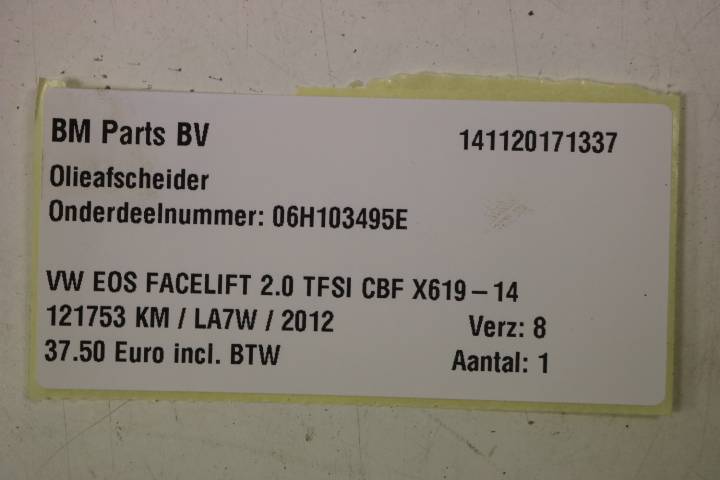 BM Parts BV 141120171337
Olieafscheider
Onderdeelnummer: 06H103495E
VW EOS FACELIFT 2.0 TFSI CBF X619-14
121753 KM / LA7W / 2012 Verz: 8
37.50 Euro incl. BTW Aantal: 1